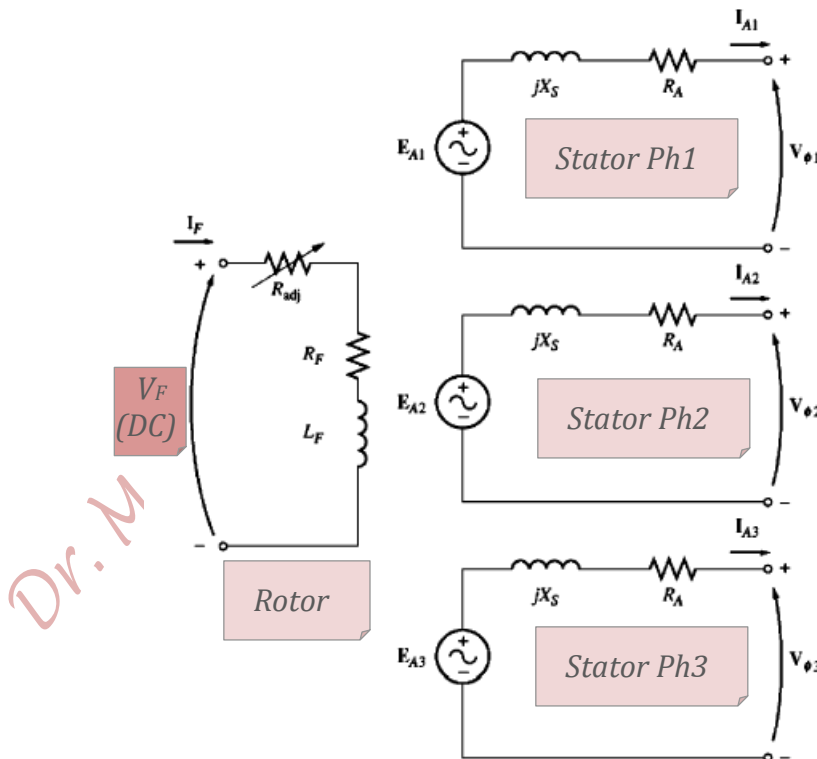 I_A1
+
jX_S
R_A
E_A1
+
−
Stator Ph1
V_ϕ1
−
I_F
+
R_adj
R_F
V_F
(DC)
L_F
−
Rotor
Dr. M
I_A2
+
jX_S
R_A
E_A2
+
−
Stator Ph2
V_ϕ2
−
I_A3
+
jX_S
R_A
E_A3
+
−
Stator Ph3
V_ϕ3
−